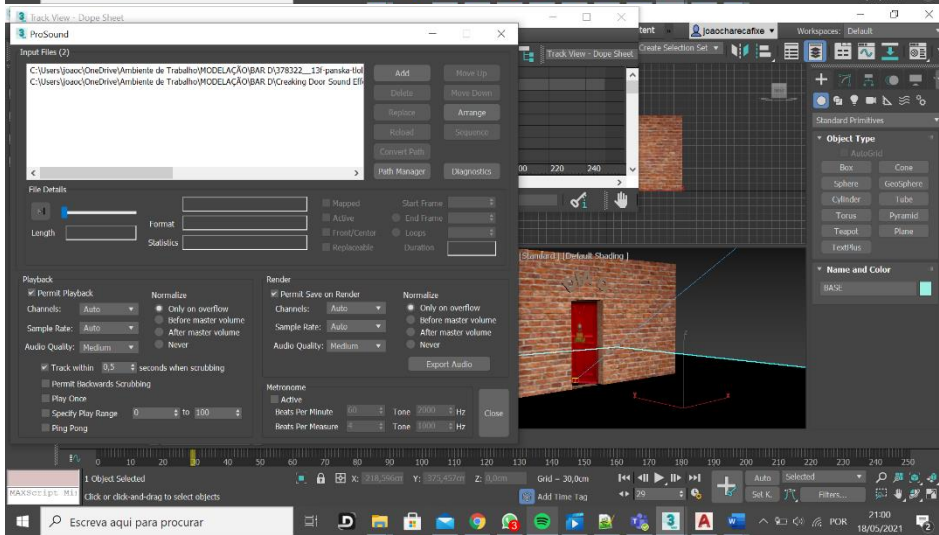 Track View - Dope Sheet
ProSound
tent
joaocharecafixe
Workspaces: Default
Input Files (2)
Track View - Dope Sheet
Create Selection Set
C:\Users\joaoc\OneDrive\Ambiente de Trabalho\MODELAÇÃO\BAR D\378322__13f-panska-tlol
C:\Users\joaoc\OneDrive\Ambiente de Trabalho\MODELAÇÃO\BAR D\Creaking Door Sound Effe
Add
Move Up
Delete
Move Down
Replace
Arrange
Reload
Sequence
Convert Path
Path Manager
Diagnostics
00 220 240
Standard Primitives
Object Type
AutoGrid
Box
Cone
Sphere
GeoSphere
Cylinder
Tube
Torus
Pyramid
Teapot
Plane
TextPlus
Name and Color
BASE
File Details
Length
Format
Statistics
Mapped
Start Frame
Active
End Frame
Front/Center
Loops
Replaceable
Duration
[Standard ] [Default Shading ]
Playback
Permit Playback
Normalize
Channels: Auto
Only on overflow
Before master volume
Sample Rate: Auto
After master volume
Audio Quality: Medium
Never
Track within 0,5 seconds when scrubbing
Permit Backwards Scrubbing
Play Once
Specify Play Range 0 to 100
Ping Pong
Render
Permit Save on Render
Normalize
Channels: Auto
Only on overflow
Before master volume
Sample Rate: Auto
After master volume
Audio Quality: Medium
Never
Export Audio
Metronome
Active
Beats Per Minute 60 Tone 2000 Hz
Close
Beats Per Measure 4 Tone 1000 Hz
0 10 20 30 40 50 60 70 80 90 100 110 120 130 140 150 160 170 180 190 200 210 220 230 240 250
1 Object Selected
X: 218,596cm Y: 325,457cm Z: 0,0cm
Grid = 30,0cm
Auto
Selected
MAXScript Mi
Click or click-and-drag to select objects
Add Time Tag
29
Set K.
Filters...
Escreva aqui para procurar
POR
21:00
18/05/2021
2